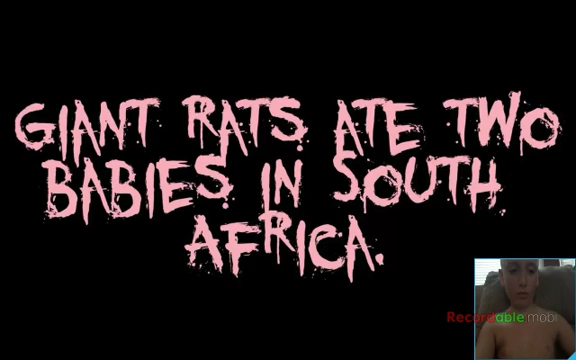 GIANT RATS ATE TWO
BABIES IN SOUTH
AFRICA.
Recordable.mobi